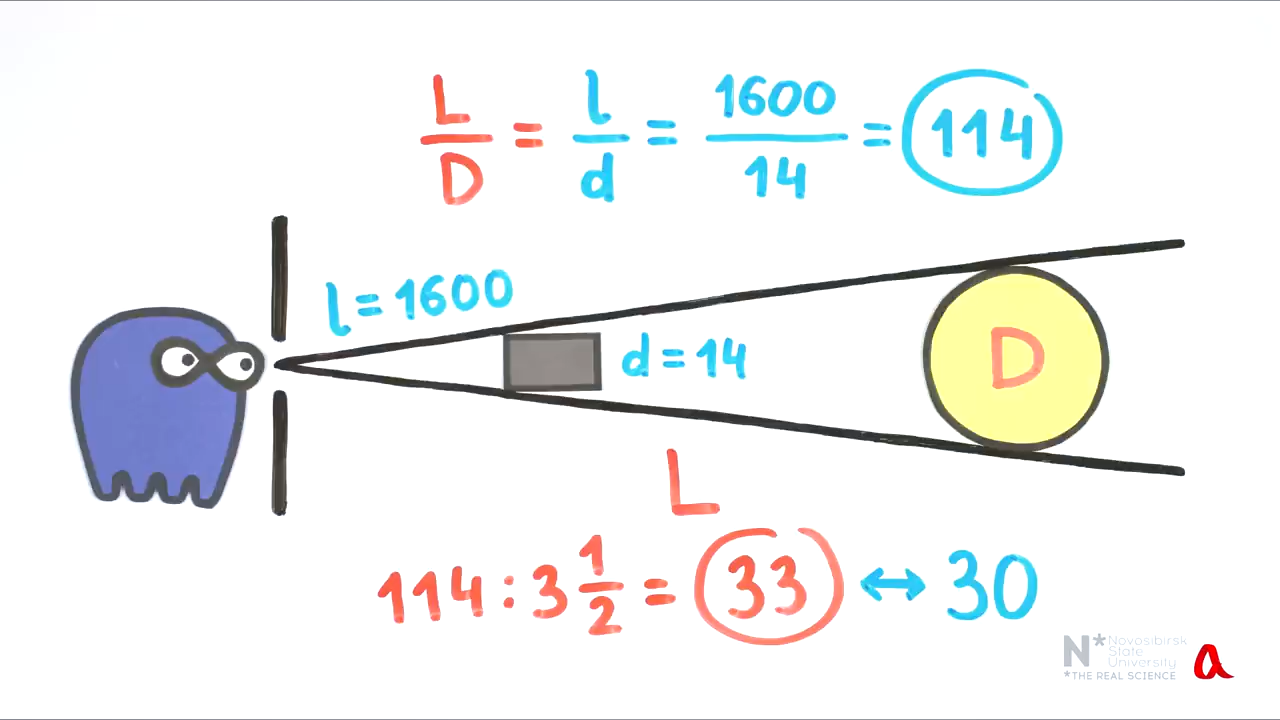 L/D = l/d = 1600/14 = 114
l = 1600
d = 14
D
L
114 : 3 1/2 = 33 ↔ 30
N* Novosibirsk
State
University
*THE REAL SCIENCE
a